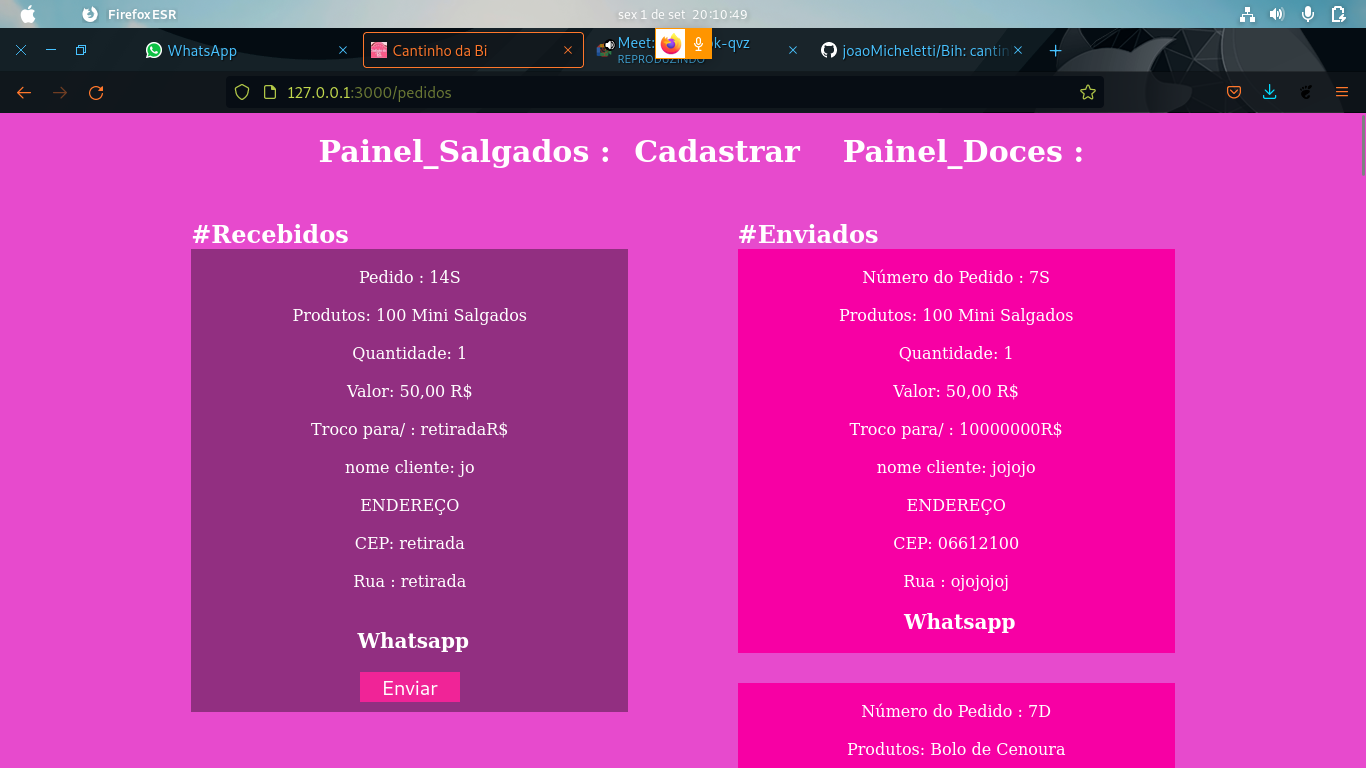 Firefox ESR
sex 1 de set 20:10:49
WhatsApp
Cantinho da Bi
Meet:
k-qvz
REPRODUZINDO
joaoMicheletti/Bih: cantin
127.0.0.1:3000/pedidos
Painel_Salgados :
Cadastrar
Painel_Doces :
#Recebidos
Pedido : 14S
Produtos: 100 Mini Salgados
Quantidade: 1
Valor: 50,00 R$
Troco para/ : retiradaR$
nome cliente: jo
ENDEREÇO
CEP: retirada
Rua : retirada
Whatsapp
Enviar
#Enviados
Número do Pedido : 7S
Produtos: 100 Mini Salgados
Quantidade: 1
Valor: 50,00 R$
Troco para/ : 10000000R$
nome cliente: jojojo
ENDEREÇO
CEP: 06612100
Rua : ojojojoj
Whatsapp
Número do Pedido : 7D
Produtos: Bolo de Cenoura